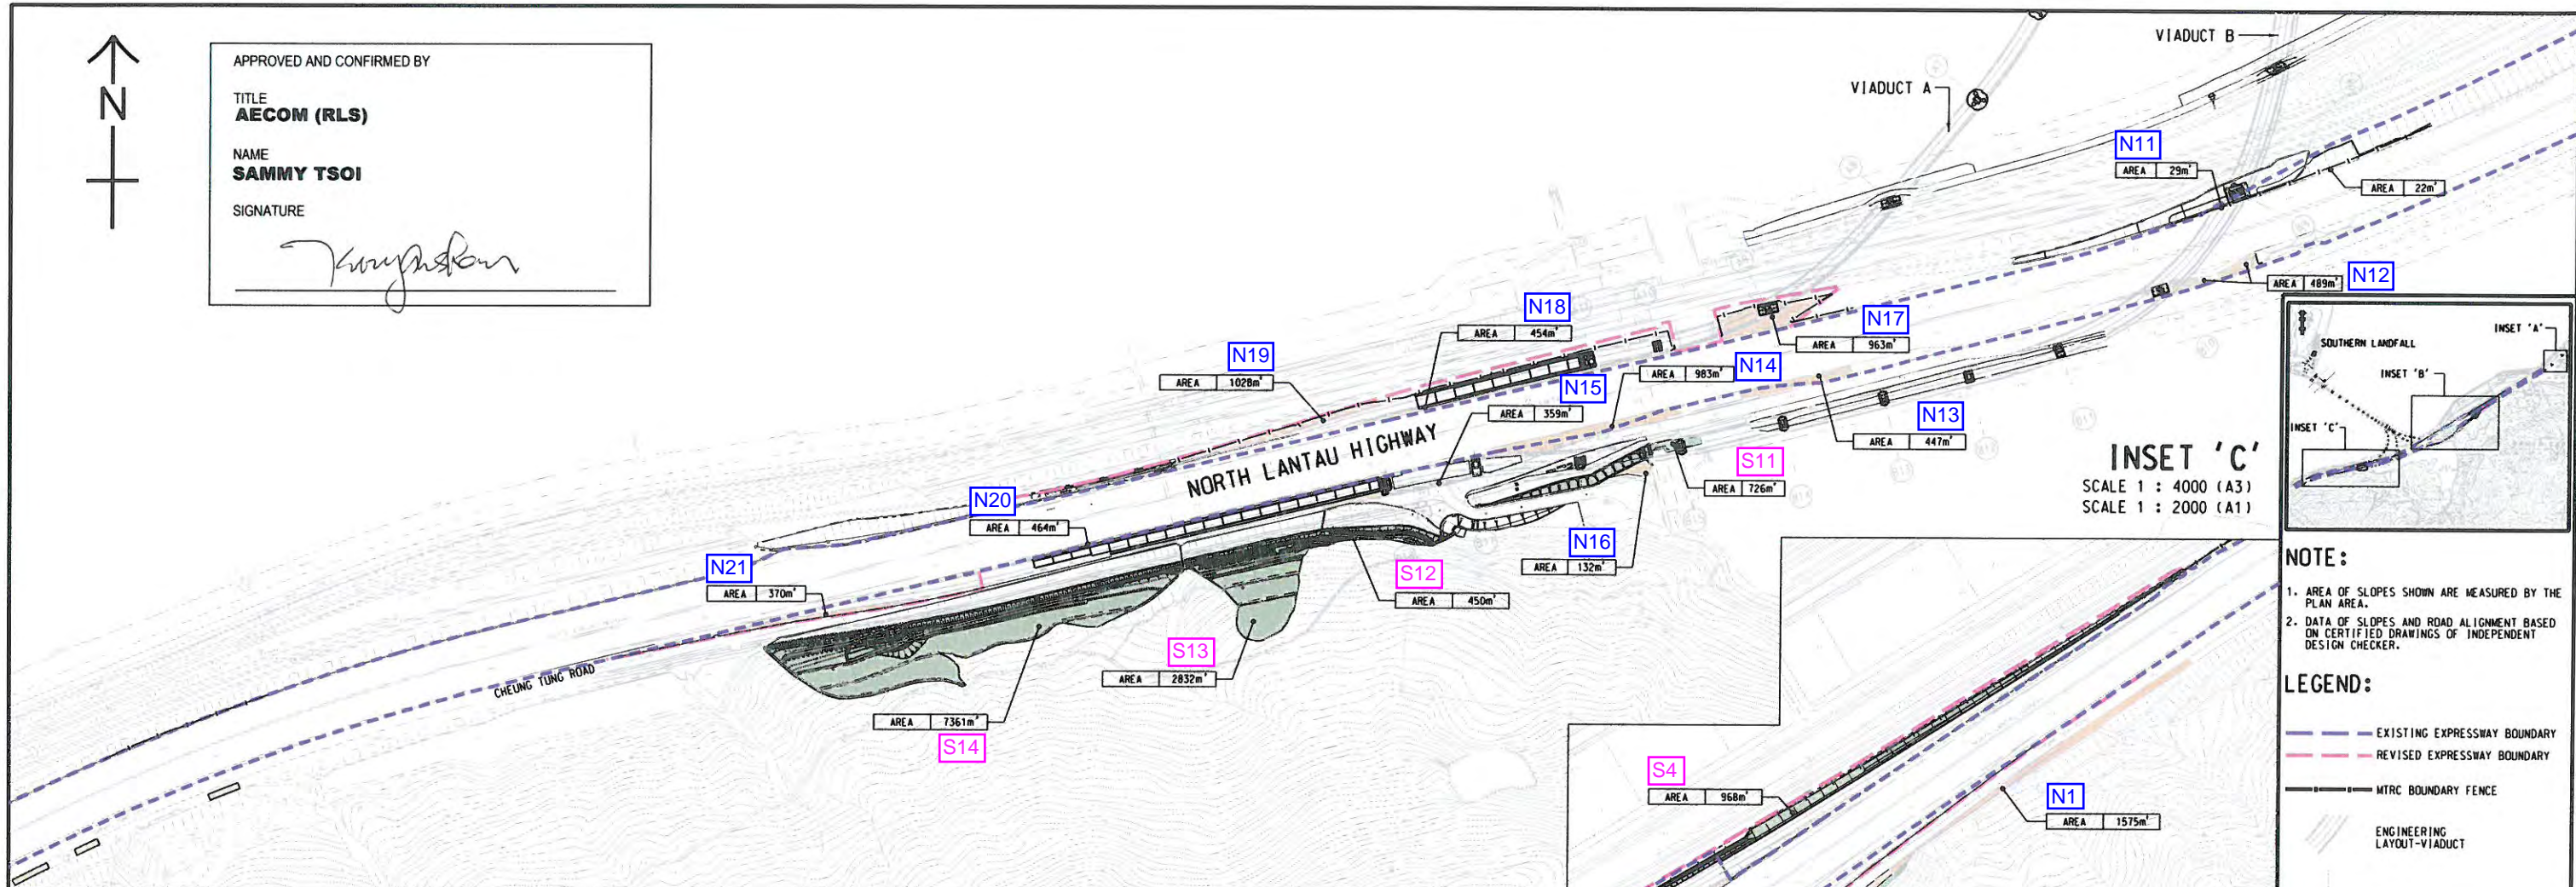 N
APPROVED AND CONFIRMED BY
TITLE
AECOM (RLS)
NAME
SAMMY TSOI
SIGNATURE
VIADUCT A
VIADUCT B
N11
AREA 29m²
AREA 22m²
AREA 489m² N12
N18
AREA 454m²
N17
AREA 963m²
N19
AREA 1028m²
N15
AREA 359m²
AREA 983m² N14
N13
AREA 447m²
NORTH LANTAU HIGHWAY
S11
AREA 726m²
N20
AREA 464m²
N16
AREA 132m²
N21
AREA 370m²
S12
AREA 450m²
S13
AREA 2832m²
CHEUNG TUNG ROAD
AREA 7361m²
S14
INSET 'C'
SCALE 1 : 4000 (A3)
SCALE 1 : 2000 (A1)
S4
AREA 968m²
N1
AREA 1575m²
INSET 'A'
SOUTHERN LANDFALL
INSET 'B'
INSET 'C'
NOTE:
1. AREA OF SLOPES SHOWN ARE MEASURED BY THE
PLAN AREA.
2. DATA OF SLOPES AND ROAD ALIGNMENT BASED
ON CERTIFIED DRAWINGS OF INDEPENDENT
DESIGN CHECKER.
LEGEND:
EXISTING EXPRESSWAY BOUNDARY
REVISED EXPRESSWAY BOUNDARY
MTRC BOUNDARY FENCE
ENGINEERING
LAYOUT-VIADUCT